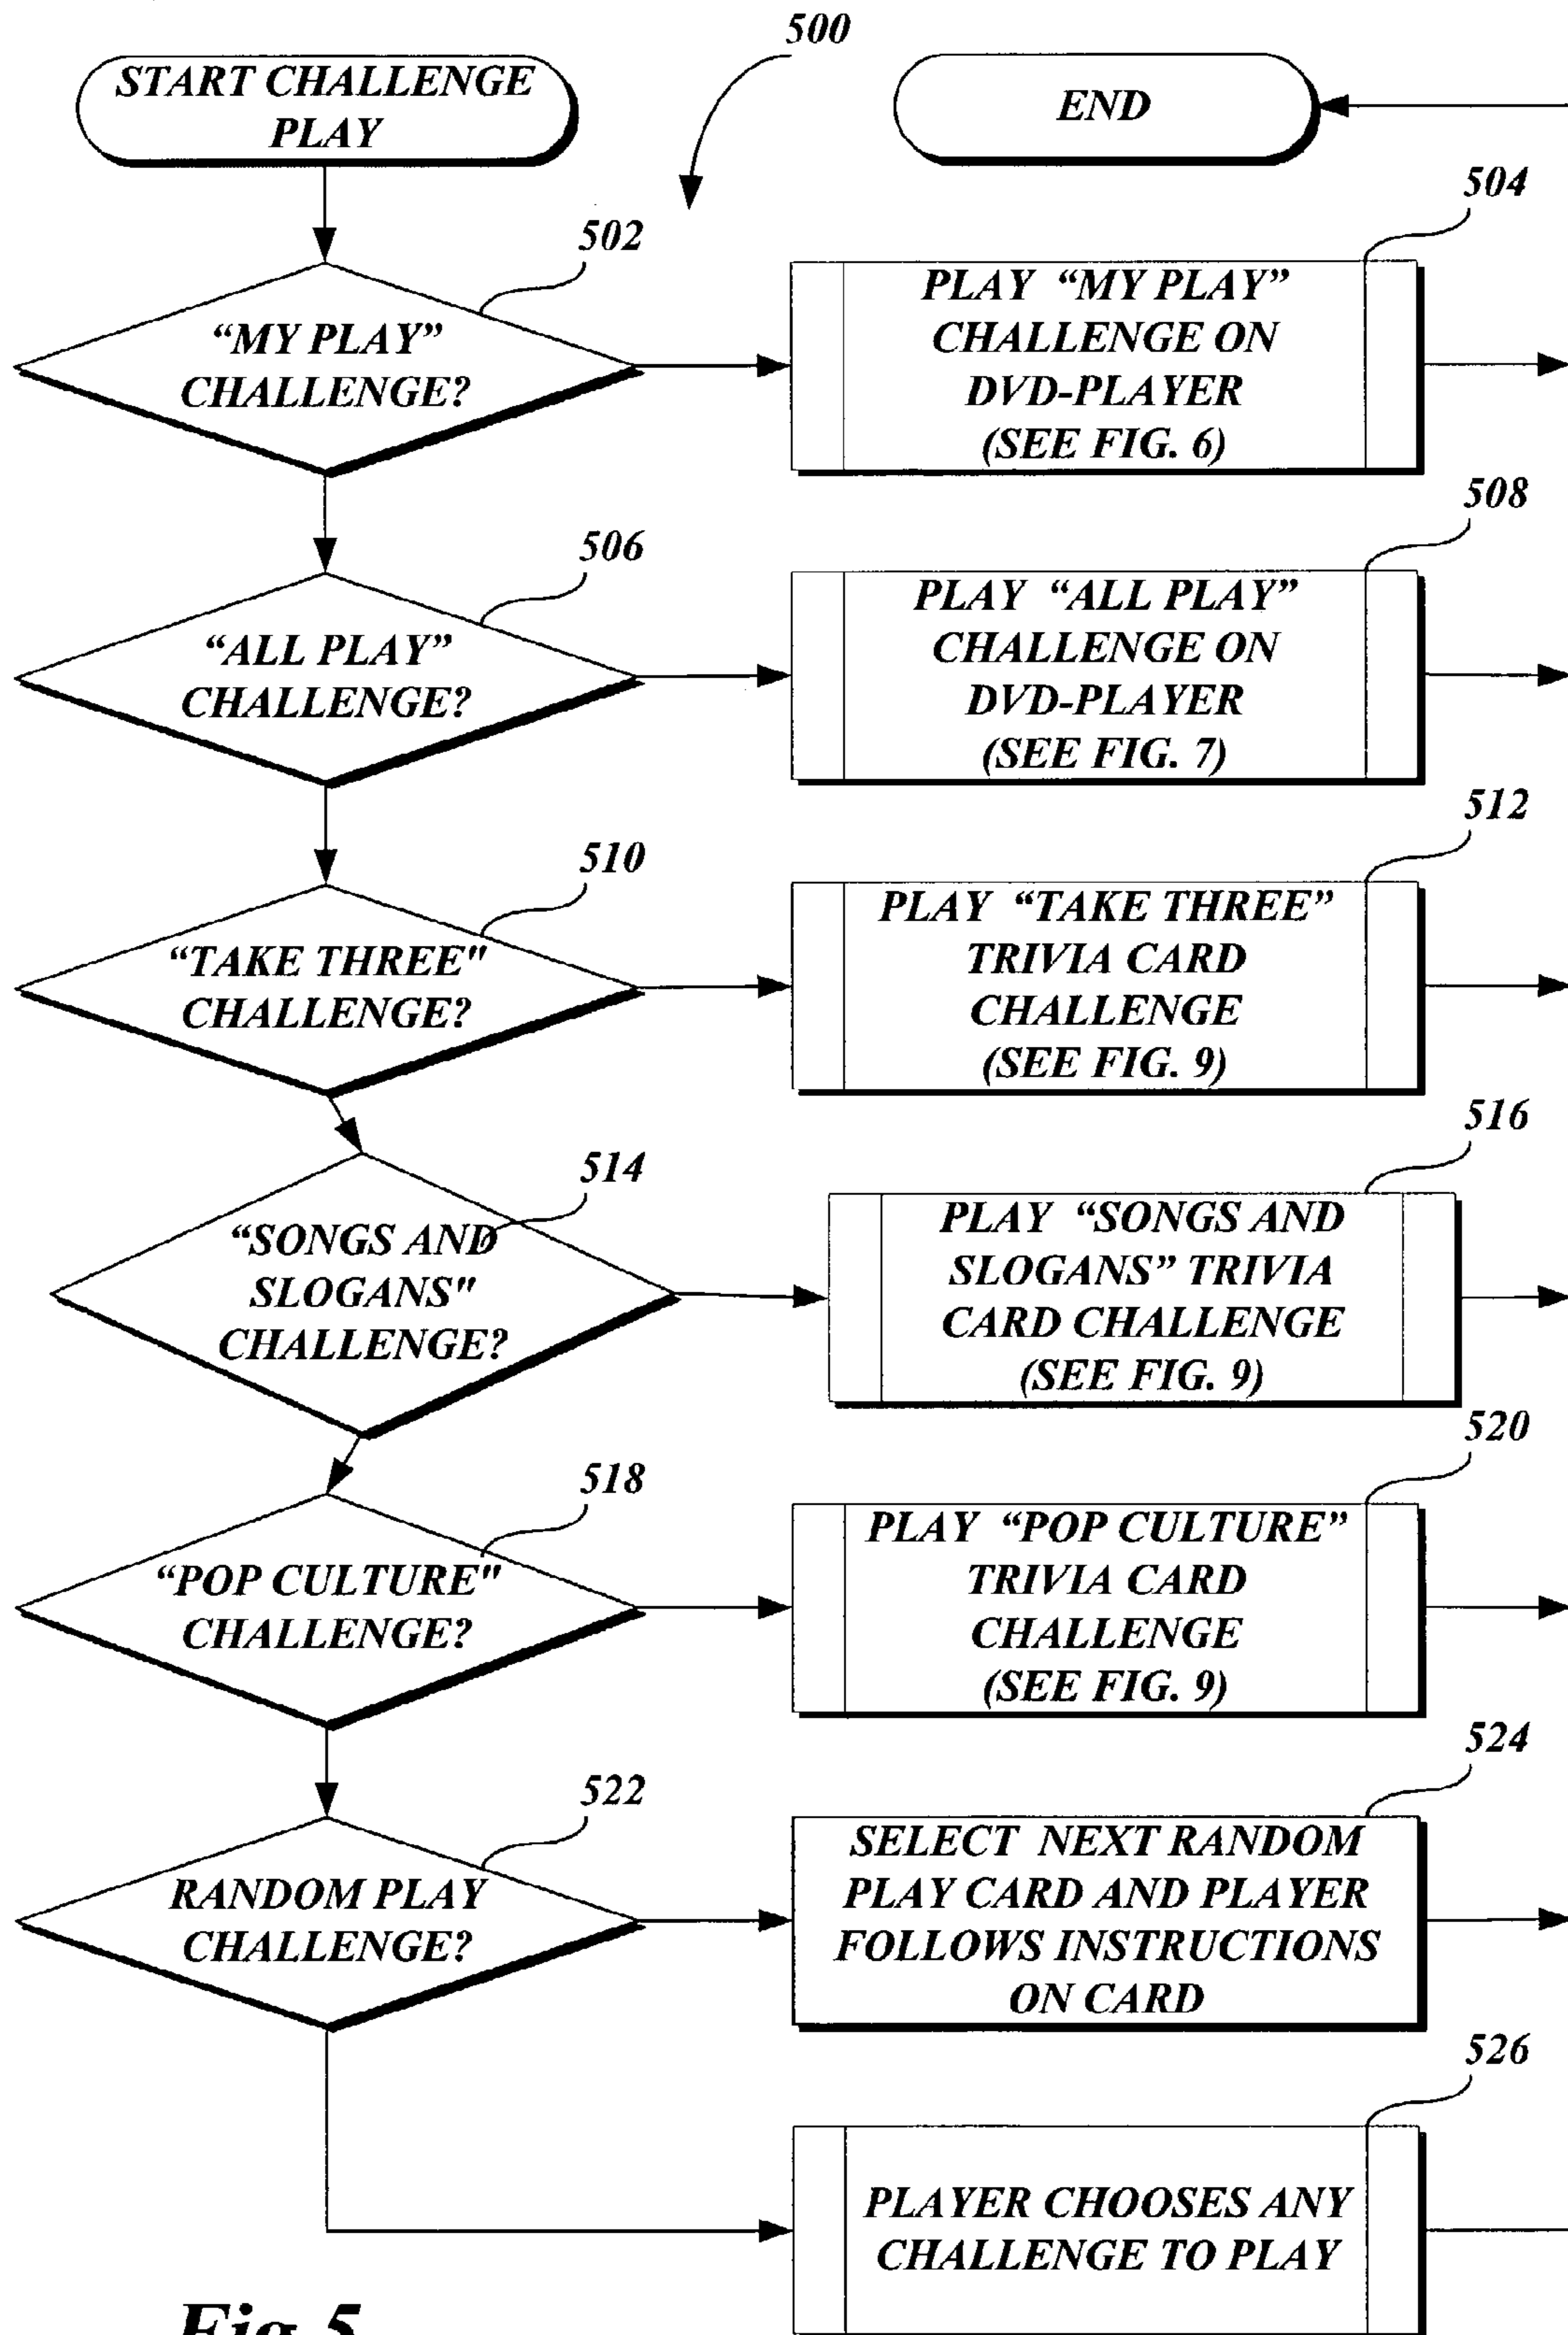 500
START CHALLENGE
PLAY
END
502
504
“MY PLAY”
CHALLENGE?
PLAY “MY PLAY”
CHALLENGE ON
DVD-PLAYER
(SEE FIG. 6)
506
508
“ALL PLAY”
CHALLENGE?
PLAY “ALL PLAY”
CHALLENGE ON
DVD-PLAYER
(SEE FIG. 7)
510
512
“TAKE THREE"
CHALLENGE?
PLAY “TAKE THREE”
TRIVIA CARD
CHALLENGE
(SEE FIG. 9)
514
516
“SONGS AND
SLOGANS"
CHALLENGE?
PLAY “SONGS AND
SLOGANS” TRIVIA
CARD CHALLENGE
(SEE FIG. 9)
518
520
“POP CULTURE"
CHALLENGE?
PLAY “POP CULTURE”
TRIVIA CARD
CHALLENGE
(SEE FIG. 9)
522
524
RANDOM PLAY
CHALLENGE?
SELECT NEXT RANDOM
PLAY CARD AND PLAYER
FOLLOWS INSTRUCTIONS
ON CARD
526
PLAYER CHOOSES ANY
CHALLENGE TO PLAY
Fig.5